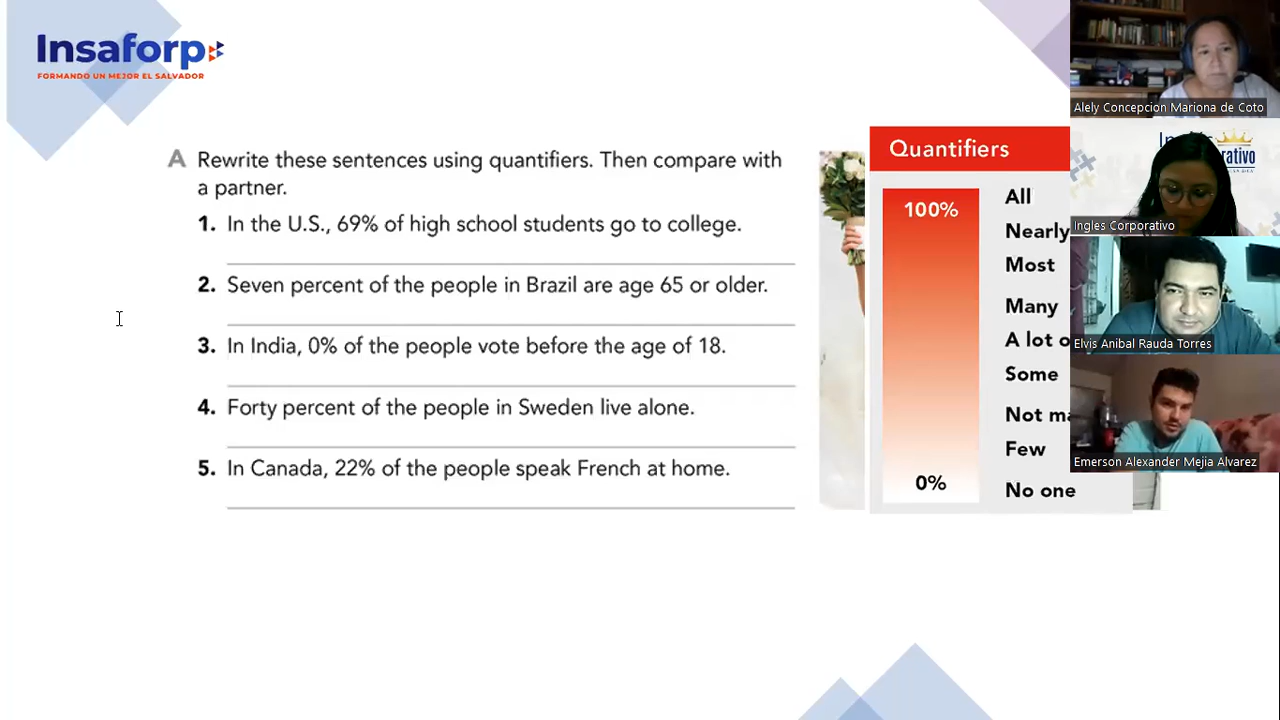 Insaforp
FORMANDO UN MEJOR EL SALVADOR
A Rewrite these sentences using quantifiers. Then compare with
a partner.
1. In the U.S., 69% of high school students go to college.
2. Seven percent of the people in Brazil are age 65 or older.
3. In India, 0% of the people vote before the age of 18.
4. Forty percent of the people in Sweden live alone.
5. In Canada, 22% of the people speak French at home.
Quantifiers
100%
0%
All
Nearly
Most
Many
A lot o
Some
Not ma
Few
No one
Alely Concepcion Mariona de Coto
Ingles Corporativo
Elvis Anibal Rauda Torres
Emerson Alexander Mejia Alvarez